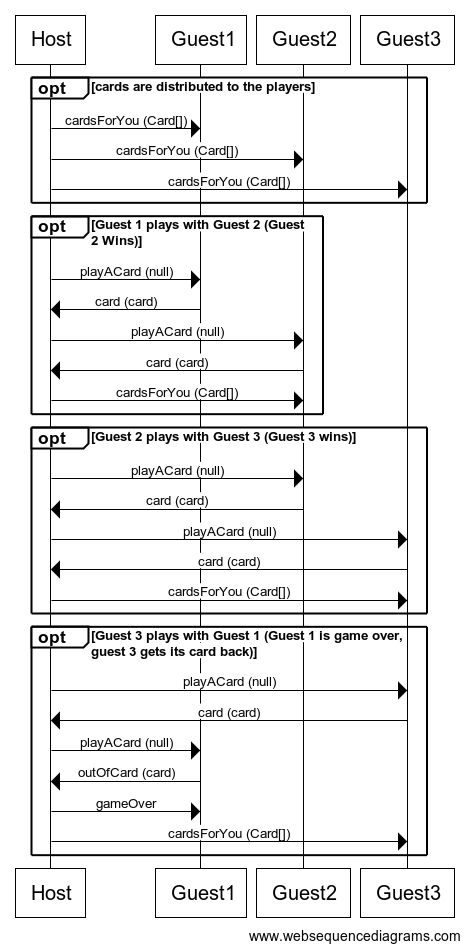 Host Guest1 Guest2 Guest3
opt [cards are distributed to the players]
cardsForYou (Card[])
cardsForYou (Card[])
cardsForYou (Card[])
opt [Guest 1 plays with Guest 2 (Guest
2 Wins)]
playACard (null)
card (card)
playACard (null)
card (card)
cardsForYou (Card[])
opt [Guest 2 plays with Guest 3 (Guest 3 wins)]
playACard (null)
card (card)
playACard (null)
card (card)
cardsForYou (Card[])
opt [Guest 3 plays with Guest 1 (Guest 1 is game over,
guest 3 gets its card back)]
playACard (null)
card (card)
playACard (null)
outOfCard (card)
gameOver
cardsForYou (Card[])
Host Guest1 Guest2 Guest3
www.websequencediagrams.com